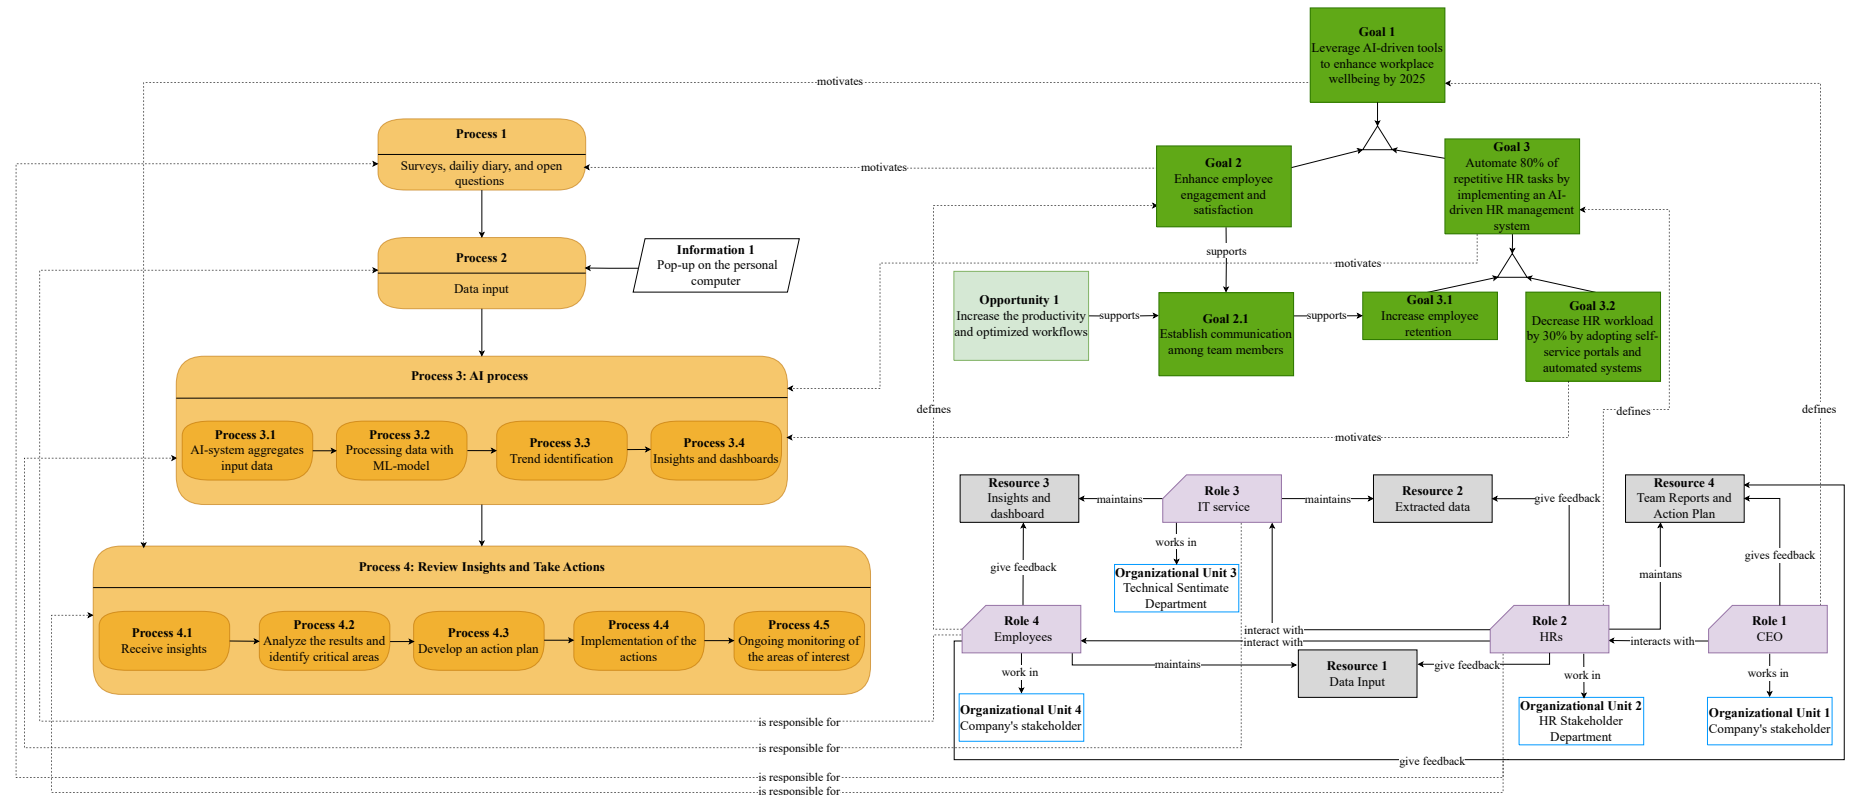 Goal 1
Leverage AI-driven tools
to enhance workplace
wellbeing by 2025
motivates
Process 1
Surveys, dailiy diary, and open
questions
motivates
Goal 2
Enhance employee
engagement and
satisfaction
Goal 3
Automate 80% of
repetitive HR tasks by
implementing an AI-
driven HR management
system
Process 2
Data input
Information 1
Pop-up on the personal
computer
supports
motivates
Opportunity 1
Increase the productivity
and optimized workflows
supports
Goal 2.1
Establish communication
among team members
supports
Goal 3.1
Increase employee
retention
Goal 3.2
Decrease HR workload
by 30% by adopting self-
service portals and
automated systems
Process 3: AI process
Process 3.1
AI-system aggregates
input data
Process 3.2
Processing data with
ML-model
Process 3.3
Trend identification
Process 3.4
Insights and dashboards
defines
defines
defines
motivates
Resource 3
Insights and
dashboard
maintains
Role 3
IT service
maintains
Resource 2
Extracted data
give feedback
Resource 4
Team Reports and
Action Plan
works in
give feedback
gives feedback
maintans
Organizational Unit 3
Technical Sentimate
Department
Process 4: Review Insights and Take Actions
Process 4.1
Receive insights
Process 4.2
Analyze the results and
identify critical areas
Process 4.3
Develop an action plan
Process 4.4
Implementation of the
actions
Process 4.5
Ongoing monitoring of
the areas of interest
Role 4
Employees
interact with
interact with
Role 2
HRs
interacts with
Role 1
CEO
work in
maintains
Resource 1
Data Input
give feedback
work in
works in
Organizational Unit 4
Company's stakeholder
Organizational Unit 2
HR Stakeholder
Department
Organizational Unit 1
Company's stakeholder
is responsible for
is responsible for
give feedback
is responsible for
is responsible for